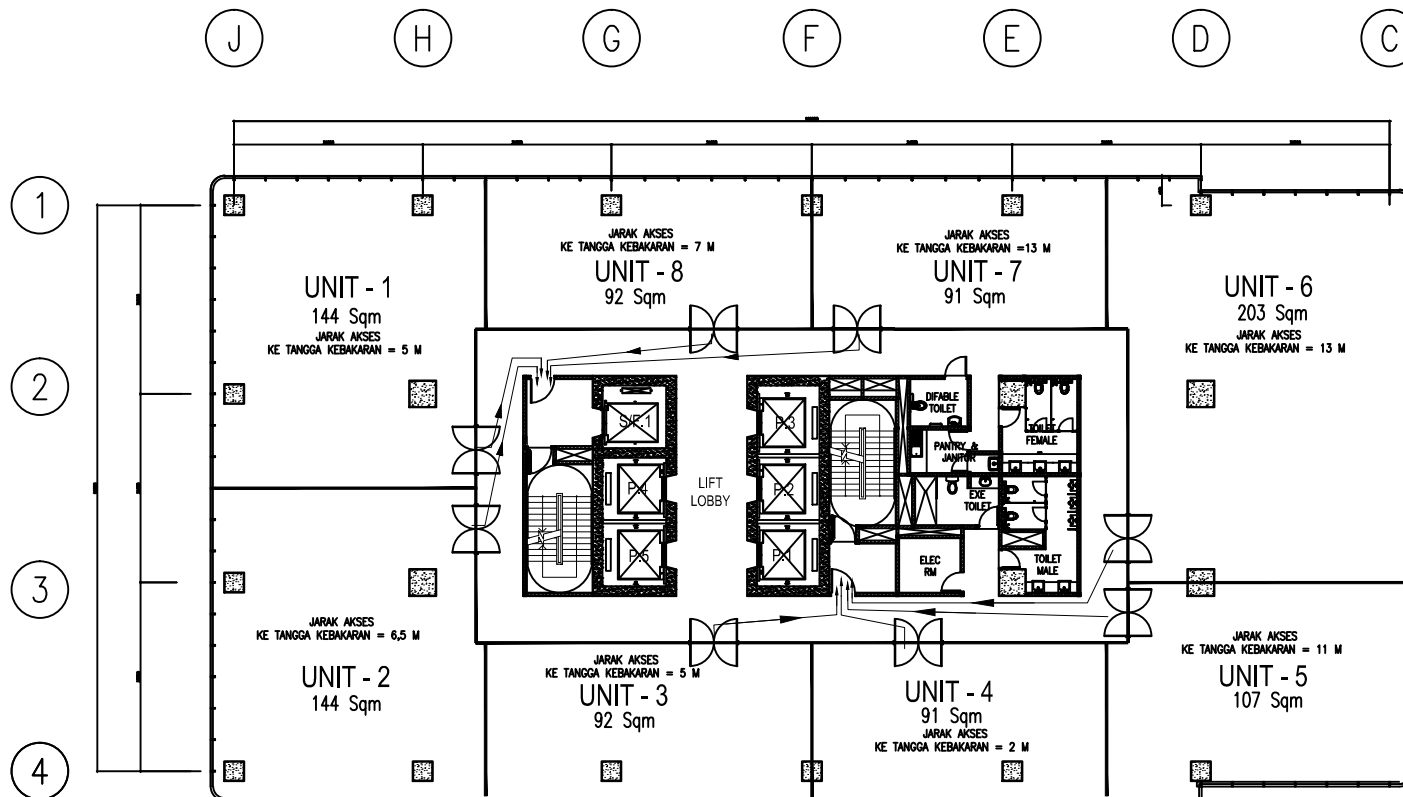 J
H
G
F
E
D
C
1
2
3
4
UNIT - 1
144 Sqm
JARAK AKSES
KE TANGGA KEBAKARAN = 5 M
JARAK AKSES
KE TANGGA KEBAKARAN = 7 M
UNIT - 8
92 Sqm
JARAK AKSES
KE TANGGA KEBAKARAN =13 M
UNIT - 7
91 Sqm
UNIT - 6
203 Sqm
JARAK AKSES
KE TANGGA KEBAKARAN = 13 M
S/F.1
P.4
P.5
LIFT
LOBBY
P.3
P.2
P.1
DIFABLE
TOILET
PANTRY &
JANITOR
TOILET
FEMALE
EXE
TOILET
ELEC
RM
TOILET
MALE
JARAK AKSES
KE TANGGA KEBAKARAN = 6,5 M
UNIT - 2
144 Sqm
JARAK AKSES
KE TANGGA KEBAKARAN = 5 M
UNIT - 3
92 Sqm
UNIT - 4
91 Sqm
JARAK AKSES
KE TANGGA KEBAKARAN = 2 M
JARAK AKSES
KE TANGGA KEBAKARAN = 11 M
UNIT - 5
107 Sqm